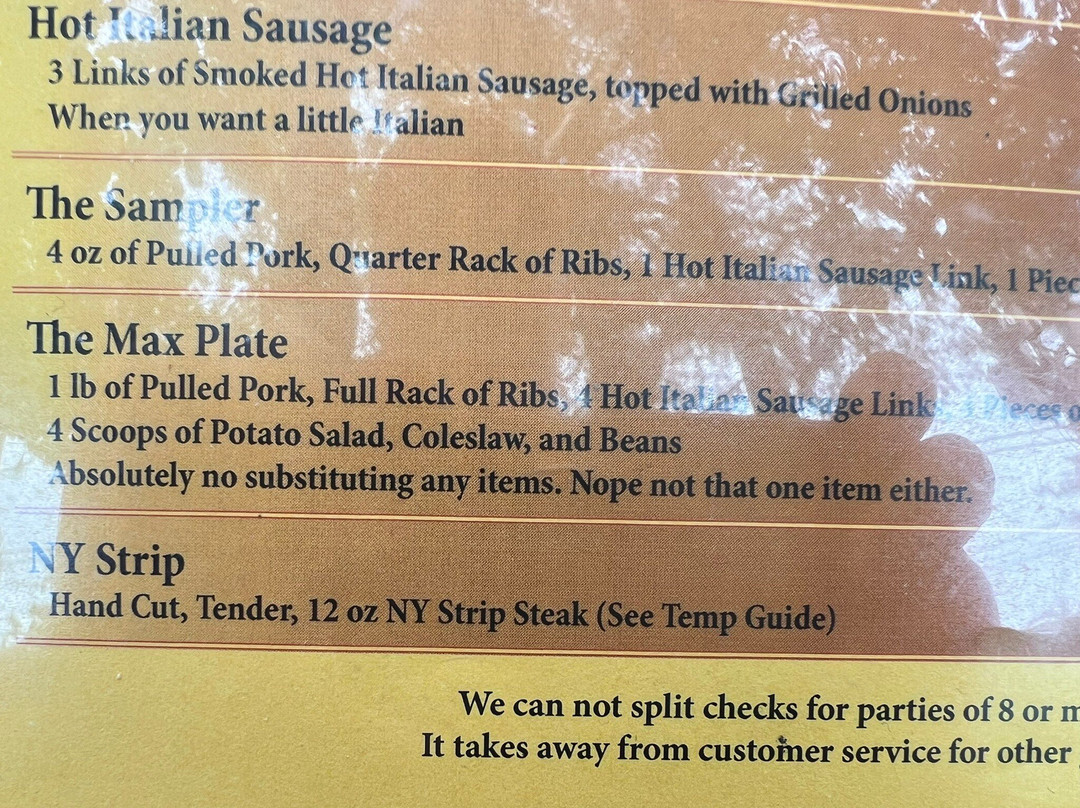 Hot Italian Sausage
3 Links of Smoked Hot Italian Sausage, topped with Grilled Onions
When you want a little Italian
The Sampler
4 oz of Pulled Pork, Quarter Rack of Ribs, 1 Hot Italian Sausage Link, 1 Piec
The Max Plate
1 lb of Pulled Pork, Full Rack of Ribs, 4 Hot Italian Sausage Links, Pieces o
4 Scoops of Potato Salad, Coleslaw, and Beans
Absolutely no substituting any items. Nope not that one item either.
NY Strip
Hand Cut, Tender, 12 oz NY Strip Steak (See Temp Guide)
We can not split checks for parties of 8 or m
It takes away from customer service for other